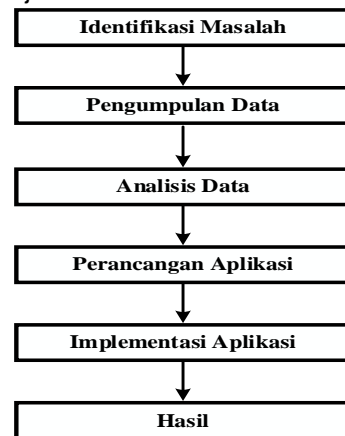 Identifikasi Masalah
Pengumpulan Data
Analisis Data
Perancangan Aplikasi
Implementasi Aplikasi
Hasil